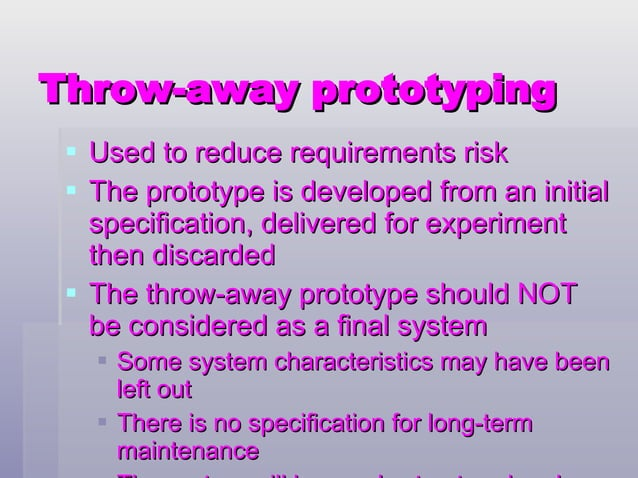 Throw-away prototyping
Used to reduce requirements risk
The prototype is developed from an initial
specification, delivered for experiment
then discarded
The throw-away prototype should NOT
be considered as a final system
Some system characteristics may have been
left out
There is no specification for long-term
maintenance